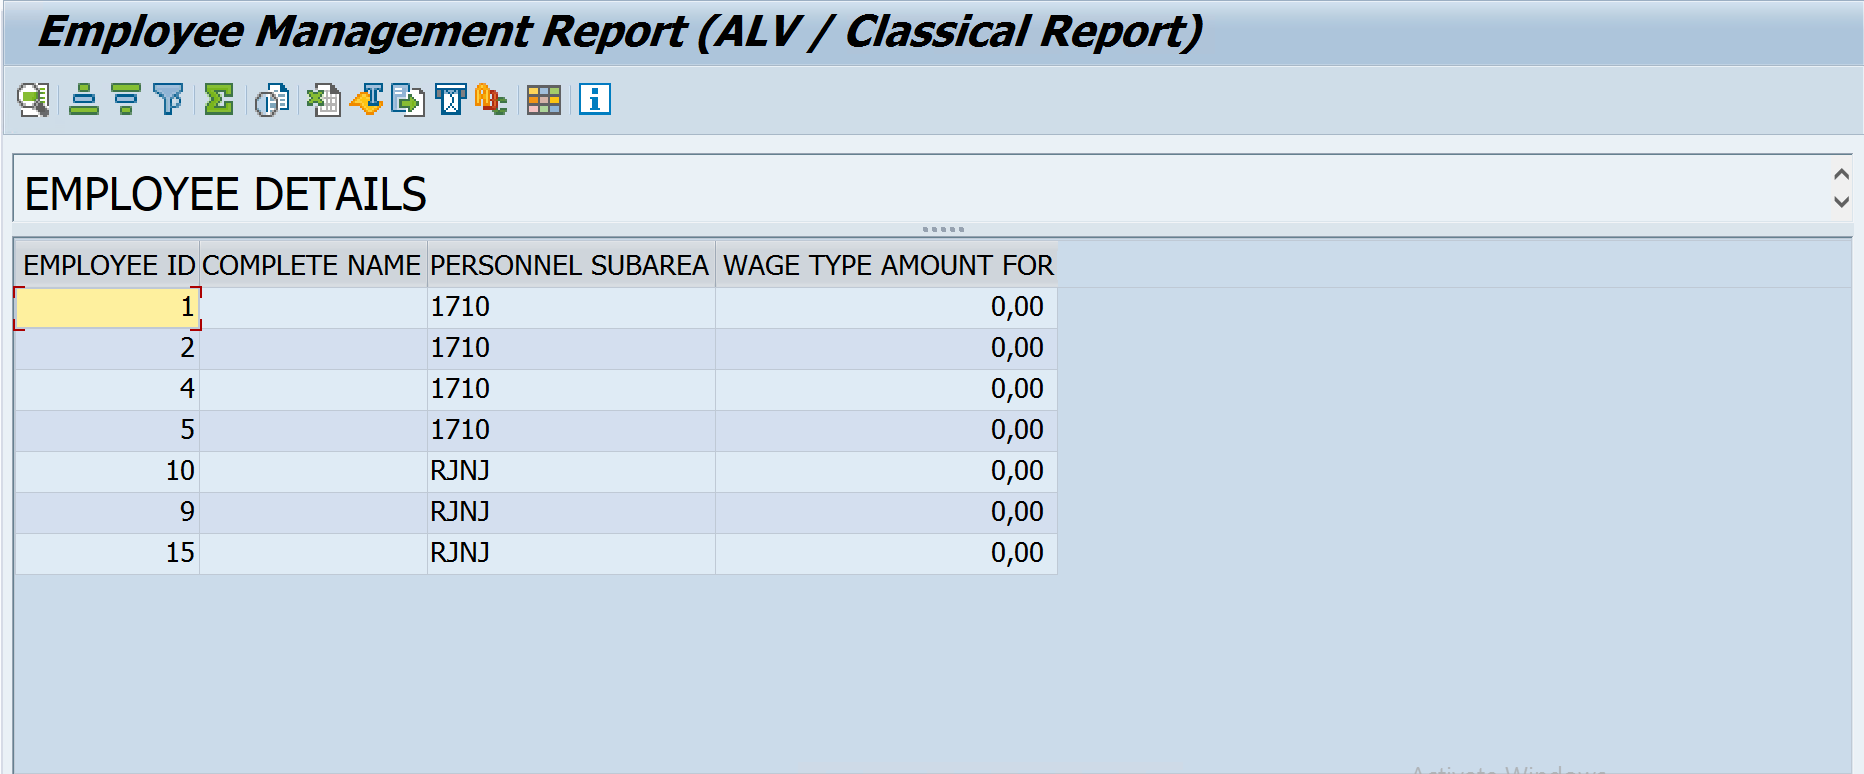 Employee Management Report (ALV / Classical Report)
EMPLOYEE DETAILS
EMPLOYEE ID COMPLETE NAME PERSONNEL SUBAREA WAGE TYPE AMOUNT FOR
1 1710 0,00
2 1710 0,00
4 1710 0,00
5 1710 0,00
10 RJNJ 0,00
9 RJNJ 0,00
15 RJNJ 0,00
Activate Windows